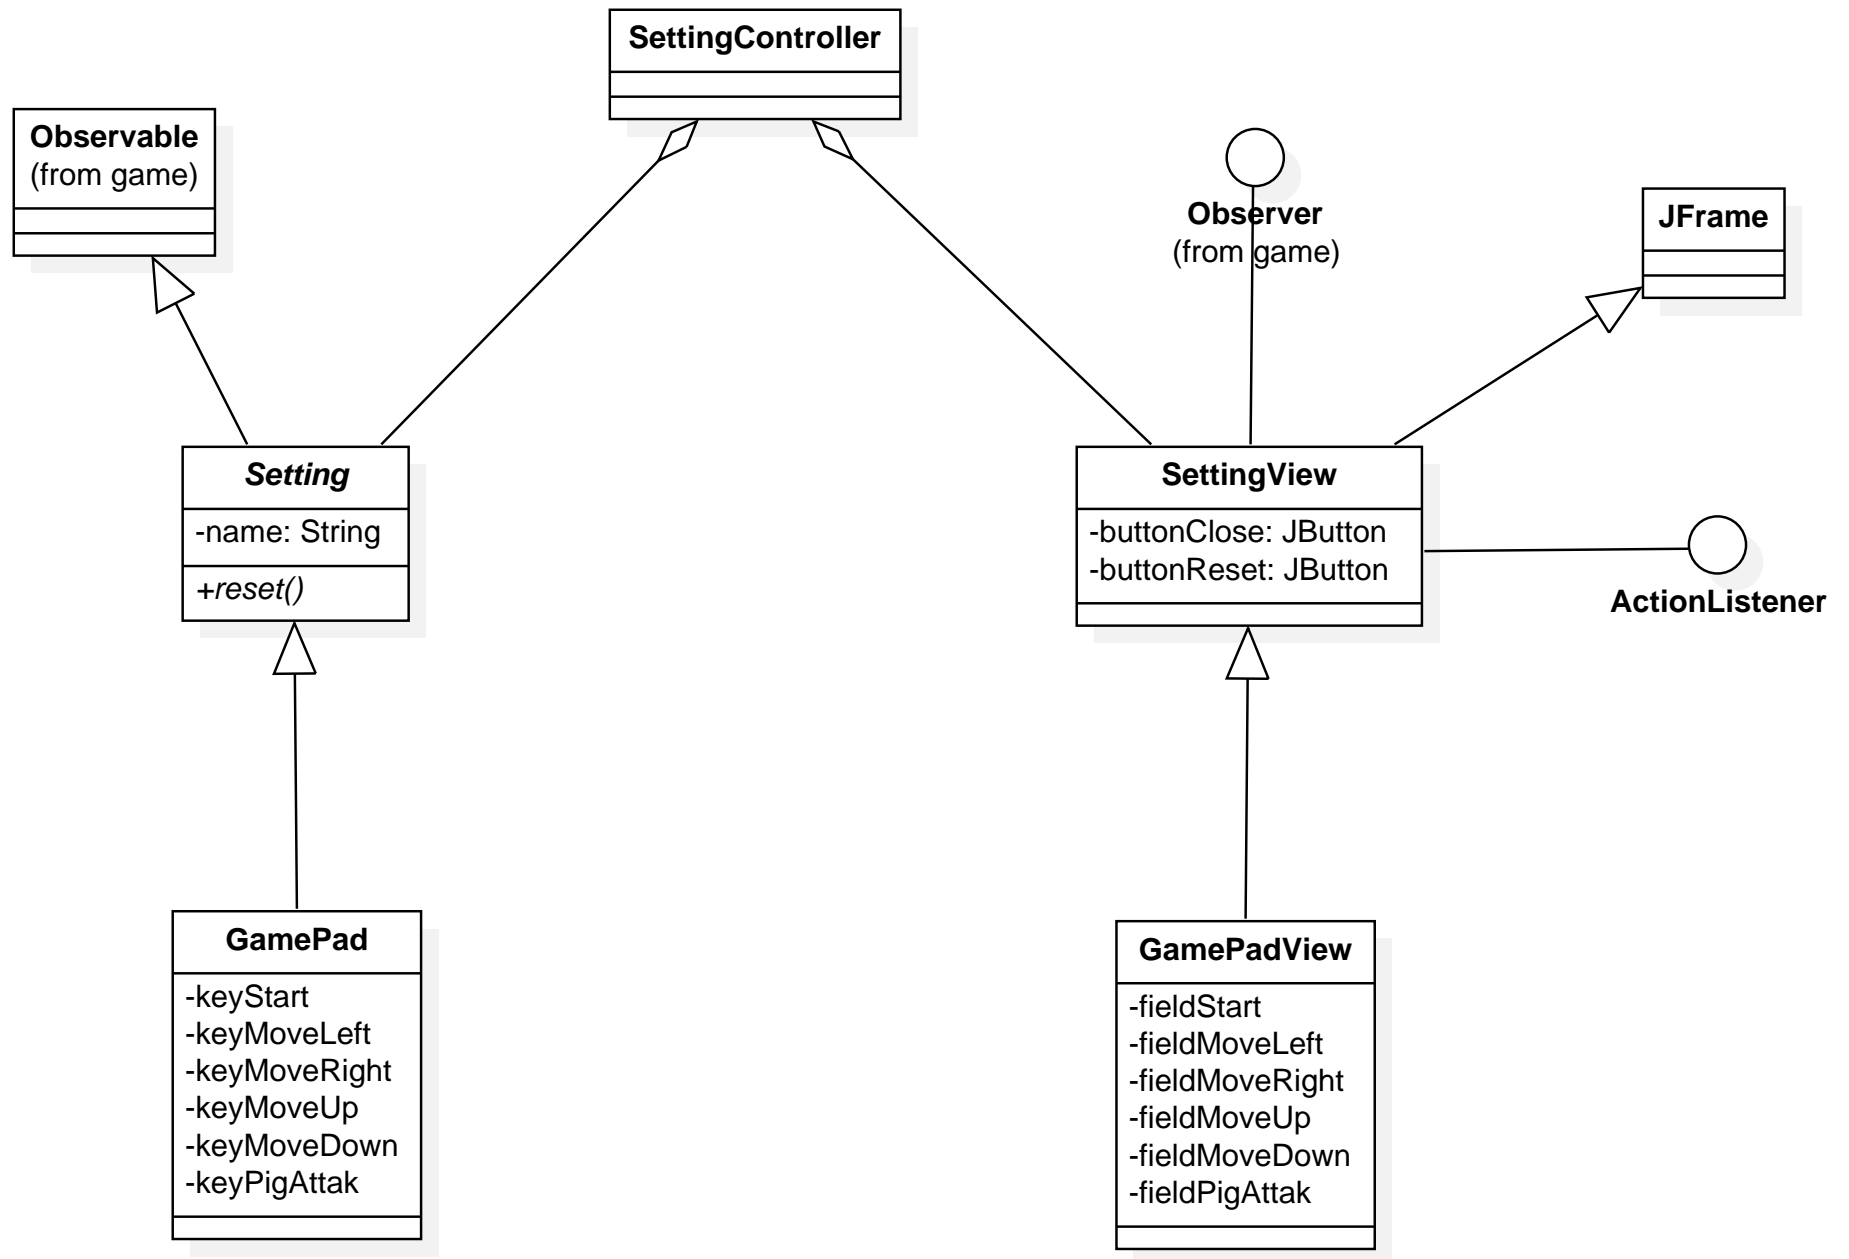 SettingController
Observable
(from game)
Observer
(from game)
JFrame
Setting
-name: String
+reset()
SettingView
-buttonClose: JButton
-buttonReset: JButton
ActionListener
GamePad
-keyStart
-keyMoveLeft
-keyMoveRight
-keyMoveUp
-keyMoveDown
-keyPigAttak
GamePadView
-fieldStart
-fieldMoveLeft
-fieldMoveRight
-fieldMoveUp
-fieldMoveDown
-fieldPigAttak